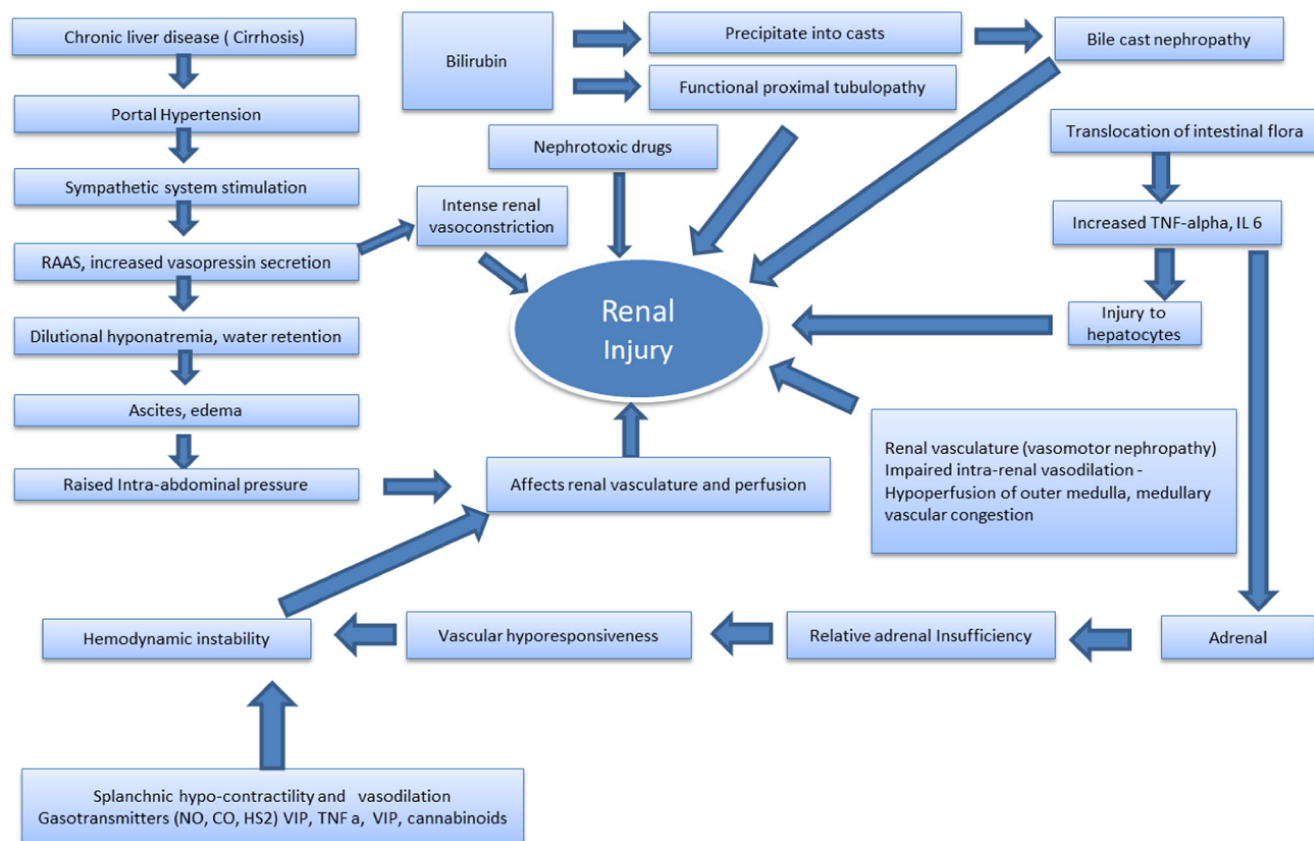 Chronic liver disease ( Cirrhosis)
Portal Hypertension
Sympathetic system stimulation
RAAS, increased vasopressin secretion
Dilutional hyponatremia, water retention
Ascites, edema
Raised Intra-abdominal pressure
Bilirubin
Precipitate into casts
Functional proximal tubulopathy
Bile cast nephropathy
Nephrotoxic drugs
Intense renal
vasoconstriction
Translocation of intestinal flora
Increased TNF-alpha, IL 6
Injury to
hepatocytes
Renal
Injury
Affects renal vasculature and perfusion
Renal vasculature (vasomotor nephropathy)
Impaired intra-renal vasodilation -
Hypoperfusion of outer medulla, medullary
vascular congestion
Hemodynamic instability
Vascular hyporesponsiveness
Relative adrenal Insufficiency
Adrenal
Splanchnic hypo-contractility and vasodilation
Gasotransmitters (NO, CO, HS2) VIP, TNF a, VIP, cannabinoids